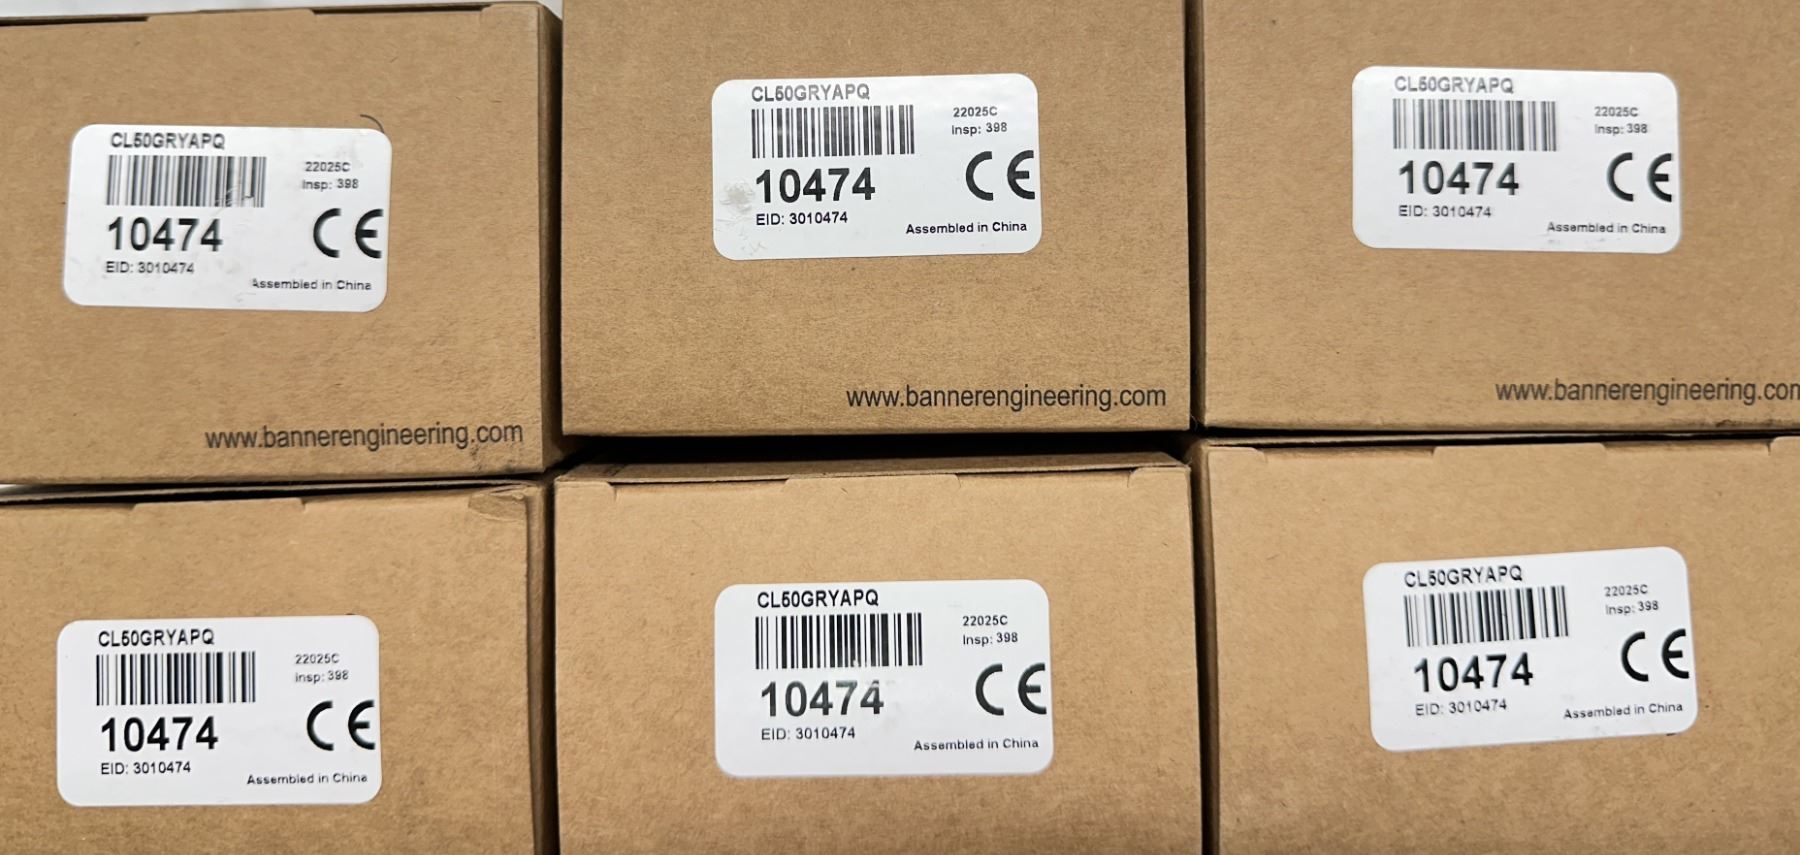 CL50GRYAPQ
22025C
Insp: 398
10474
CE
EID: 3010474
Assembled in China
www.bannerengineering.com
CL50GRYAPQ
22025C
Insp: 398
10474
CE
EID: 3010474
Assembled in China
www.bannerengineering.com
CL50GRYAPQ
22025C
Insp: 398
10474
CE
EID: 3010474
Assembled in China
www.bannerengineering.com
CL50GRYAPQ
22025C
Insp: 398
10474
CE
EID: 3010474
Assembled in China
CL50GRYAPQ
22025C
Insp: 398
10474
CE
EID: 3010474
Assembled in China
CL50GRYAPQ
22025C
Insp: 398
10474
CE
EID: 3010474
Assembled in China